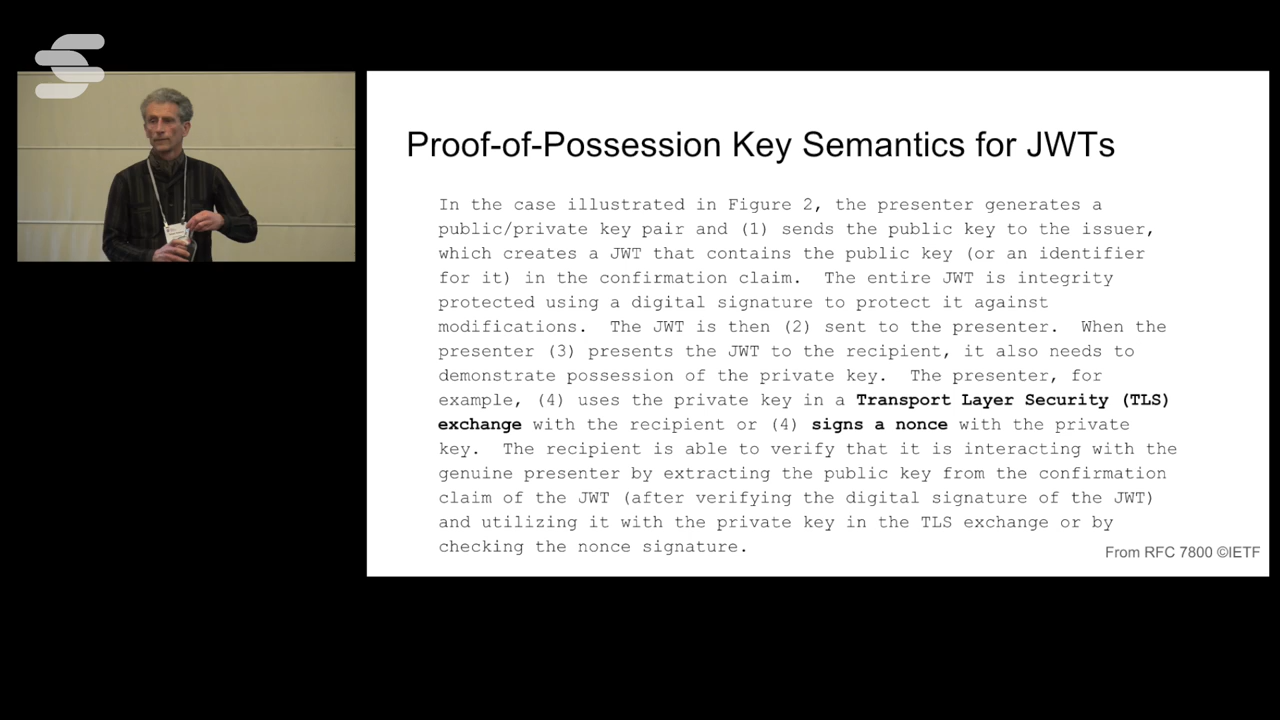 Proof-of-Possession Key Semantics for JWTs
In the case illustrated in Figure 2, the presenter generates a
public/private key pair and (1) sends the public key to the issuer,
which creates a JWT that contains the public key (or an identifier
for it) in the confirmation claim.  The entire JWT is integrity
protected using a digital signature to protect it against
modifications.  The JWT is then (2) sent to the presenter.  When the
presenter (3) presents the JWT to the recipient, it also needs to
demonstrate possession of the private key.  The presenter, for
example, (4) uses the private key in a Transport Layer Security (TLS)
exchange with the recipient or (4) signs a nonce with the private
key.  The recipient is able to verify that it is interacting with the
genuine presenter by extracting the public key from the confirmation
claim of the JWT (after verifying the digital signature of the JWT)
and utilizing it with the private key in the TLS exchange or by
checking the nonce signature.
From RFC 7800 ©IETF